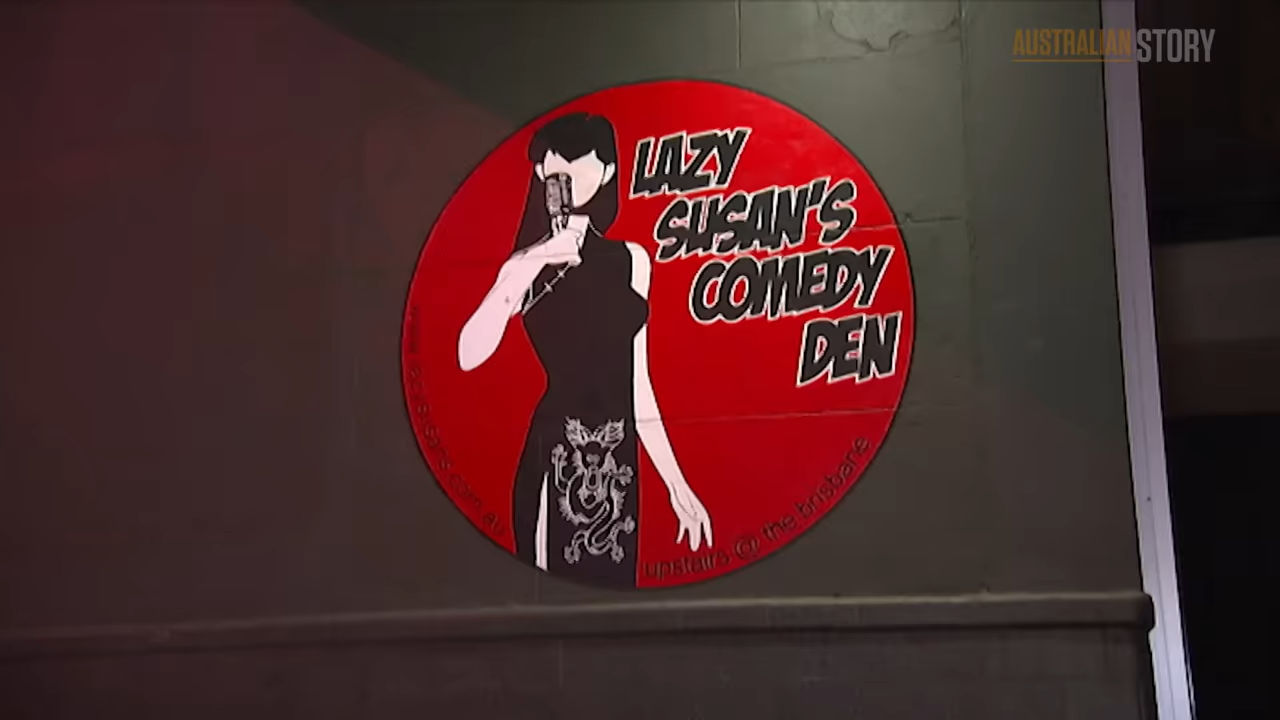 AUSTRALIAN STORY
LAZY
SUSAN'S
COMEDY
DEN
upstairs @ the brisbane